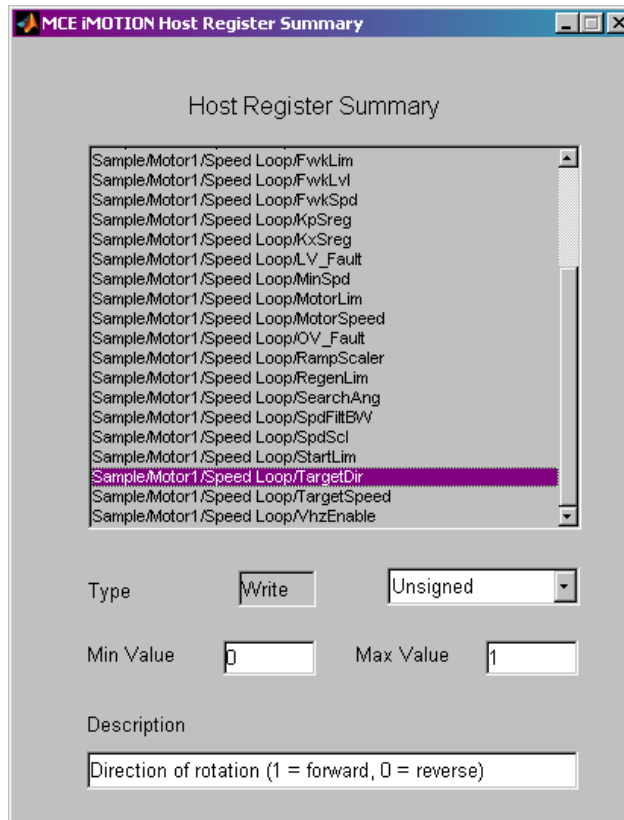 MCE iMOTION Host Register Summary
Host Register Summary
Sample/Motor1/Speed Loop/FwkLim
Sample/Motor1/Speed Loop/FwkLvl
Sample/Motor1/Speed Loop/FwkSpd
Sample/Motor1/Speed Loop/KpSreg
Sample/Motor1/Speed Loop/KxSreg
Sample/Motor1/Speed Loop/LV_Fault
Sample/Motor1/Speed Loop/MinSpd
Sample/Motor1/Speed Loop/MotorLim
Sample/Motor1/Speed Loop/MotorSpeed
Sample/Motor1/Speed Loop/OV_Fault
Sample/Motor1/Speed Loop/RampScaler
Sample/Motor1/Speed Loop/RegenLim
Sample/Motor1/Speed Loop/SearchAng
Sample/Motor1/Speed Loop/SpdFiltBW
Sample/Motor1/Speed Loop/SpdScl
Sample/Motor1/Speed Loop/StartLim
Sample/Motor1/Speed Loop/TargetDir
Sample/Motor1/Speed Loop/TargetSpeed
Sample/Motor1/Speed Loop/VhzEnable
Type Write Unsigned
Min Value 0 Max Value 1
Description
Direction of rotation (1 = forward, 0 = reverse)